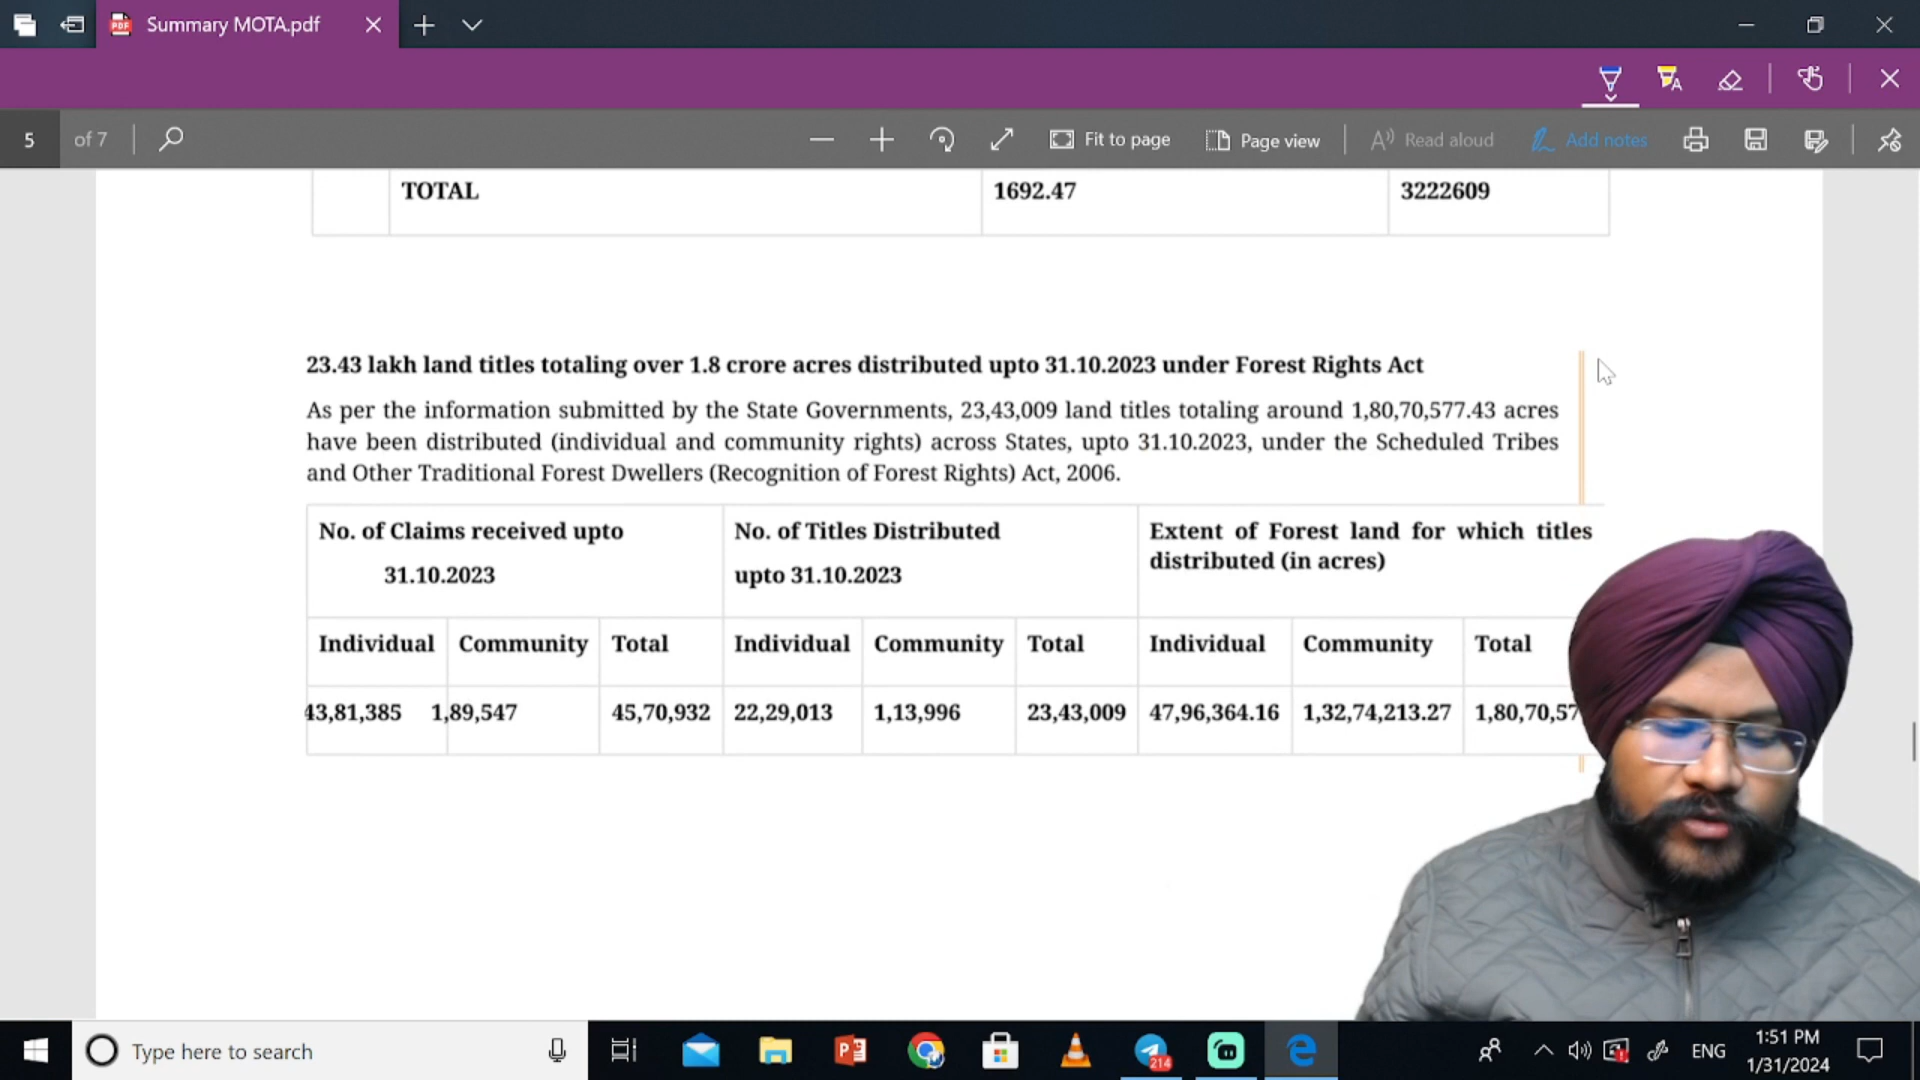 Summary MOTA.pdf
5 of 7
Fit to page
Page view
Read aloud
Add notes
TOTAL 1692.47 3222609
23.43 lakh land titles totaling over 1.8 crore acres distributed upto 31.10.2023 under Forest Rights Act
As per the information submitted by the State Governments, 23,43,009 land titles totaling around 1,80,70,577.43 acres
have been distributed (individual and community rights) across States, upto 31.10.2023, under the Scheduled Tribes
and Other Traditional Forest Dwellers (Recognition of Forest Rights) Act, 2006.
No. of Claims received upto
31.10.2023
No. of Titles Distributed
upto 31.10.2023
Extent of Forest land for which titles
distributed (in acres)
Individual Community Total Individual Community Total Individual Community Total
43,81,385 1,89,547 45,70,932 22,29,013 1,13,996 23,43,009 47,96,364.16 1,32,74,213.27 1,80,70,57
Type here to search
214
ENG
1:51 PM
1/31/2024